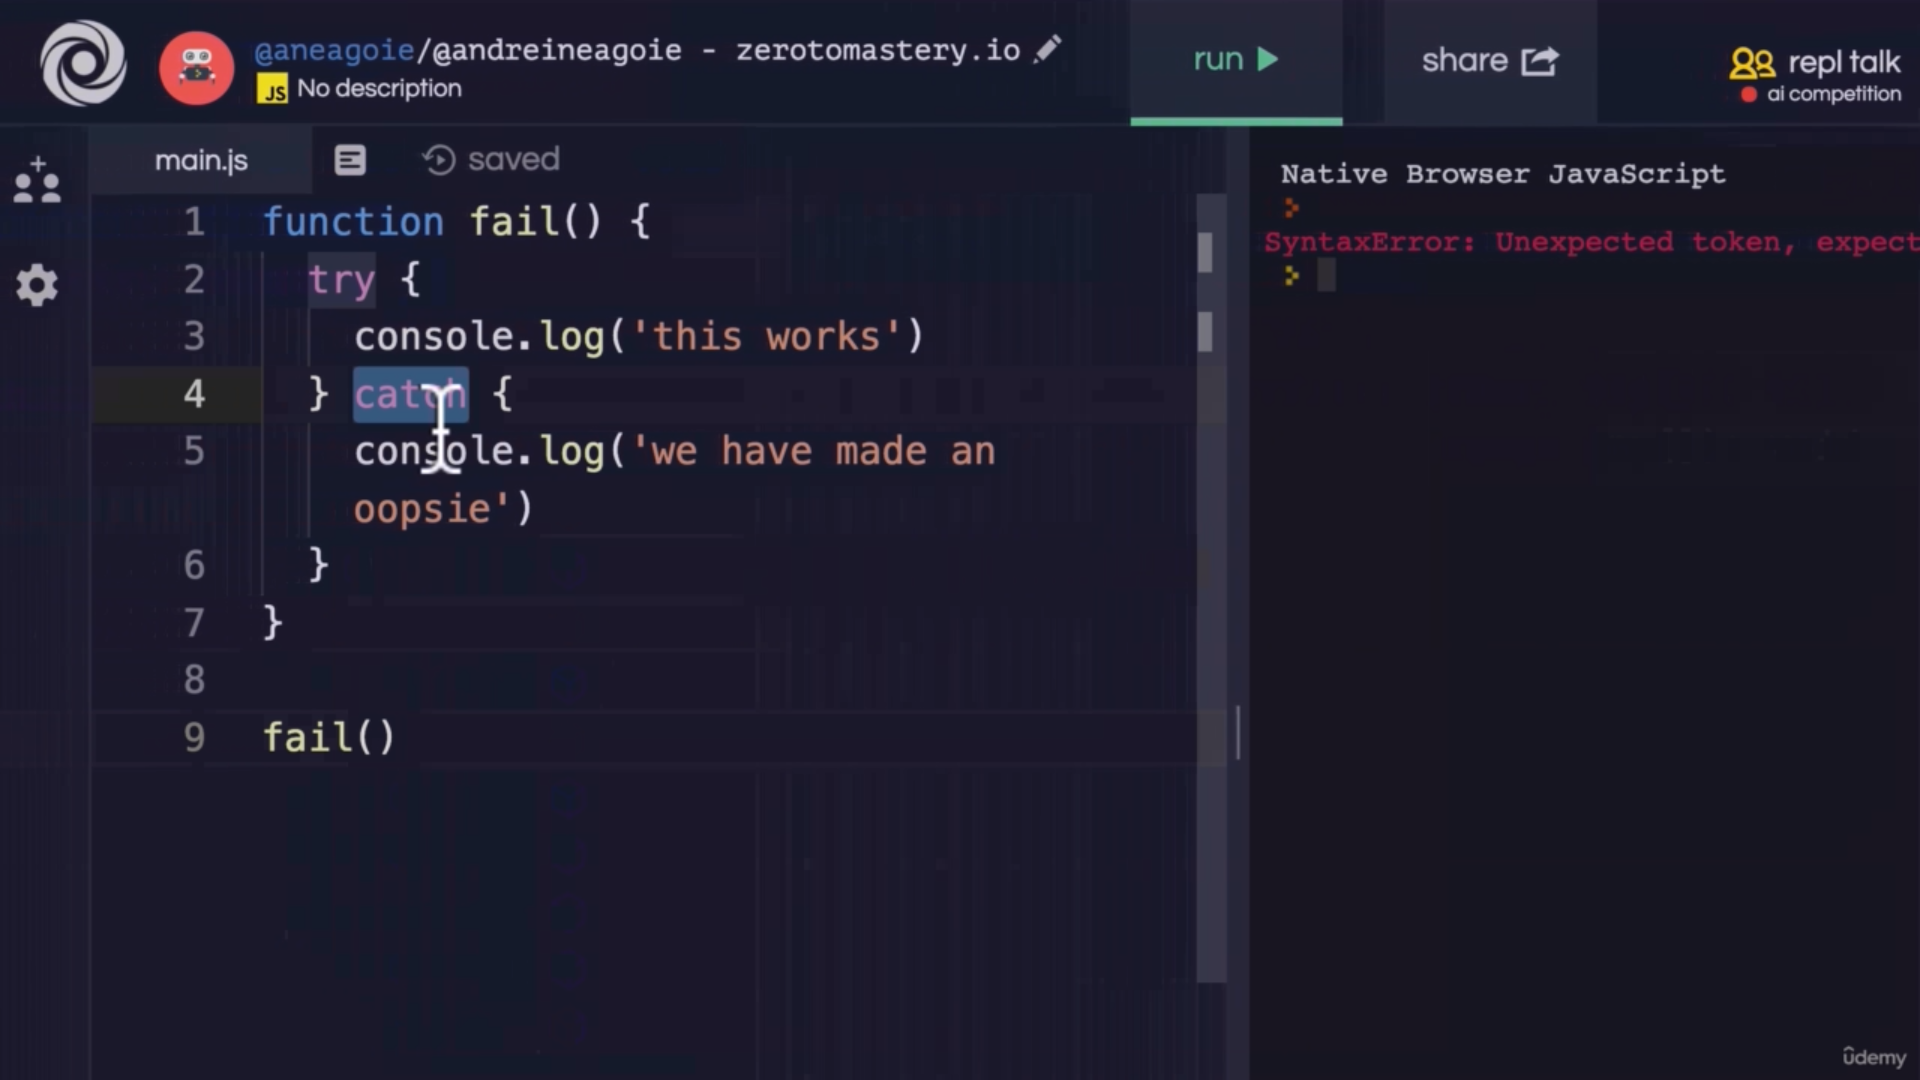 @aneagoie/@andreineagoie - zerotomastery.io
JS No description
run
share
repl talk
ai competition
main.js
saved
1 function fail() {
2 try {
3 console.log('this works')
4 } catch {
5 console.log('we have made an
oopsie')
6 }
7 }
8
9 fail()
Native Browser JavaScript
>
SyntaxError: Unexpected token, expect
>
ûdemy